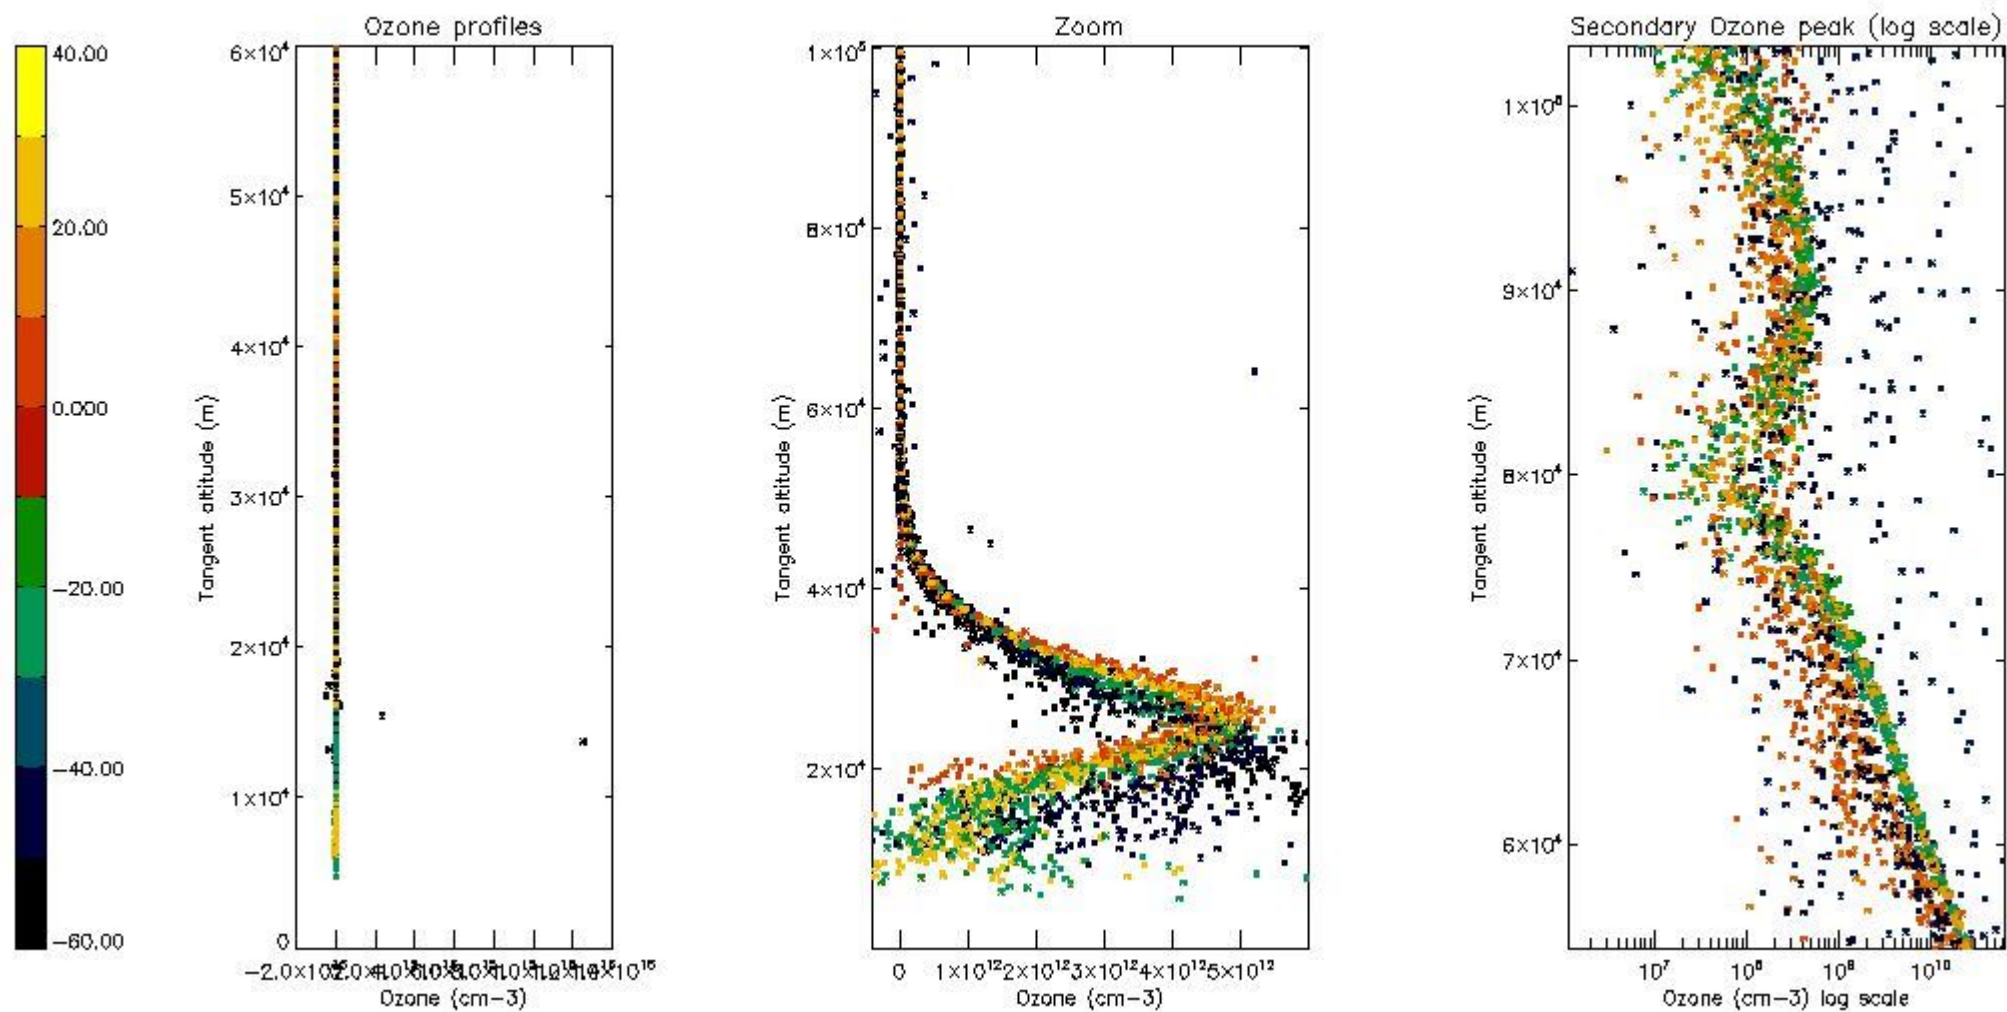 Ozone profiles
Zoom
Secondary Ozone peak (log scale)
40.00
20.00
0.000
-20.00
-40.00
-60.00
6×10⁴
5×10⁴
4×10⁴
3×10⁴
2×10⁴
1×10⁴
0
Tangent altitude (m)
Ozone (cm-3)
1×10⁵
8×10⁴
6×10⁴
4×10⁴
2×10⁴
Tangent altitude (m)
0 1×10¹² 2×10¹² 3×10¹² 4×10¹² 5×10¹²
Ozone (cm-3)
9×10⁴
8×10⁴
7×10⁴
6×10⁴
Tangent altitude (m)
10⁷ 10⁸ 10⁹ 10¹⁰
Ozone (cm-3) log scale